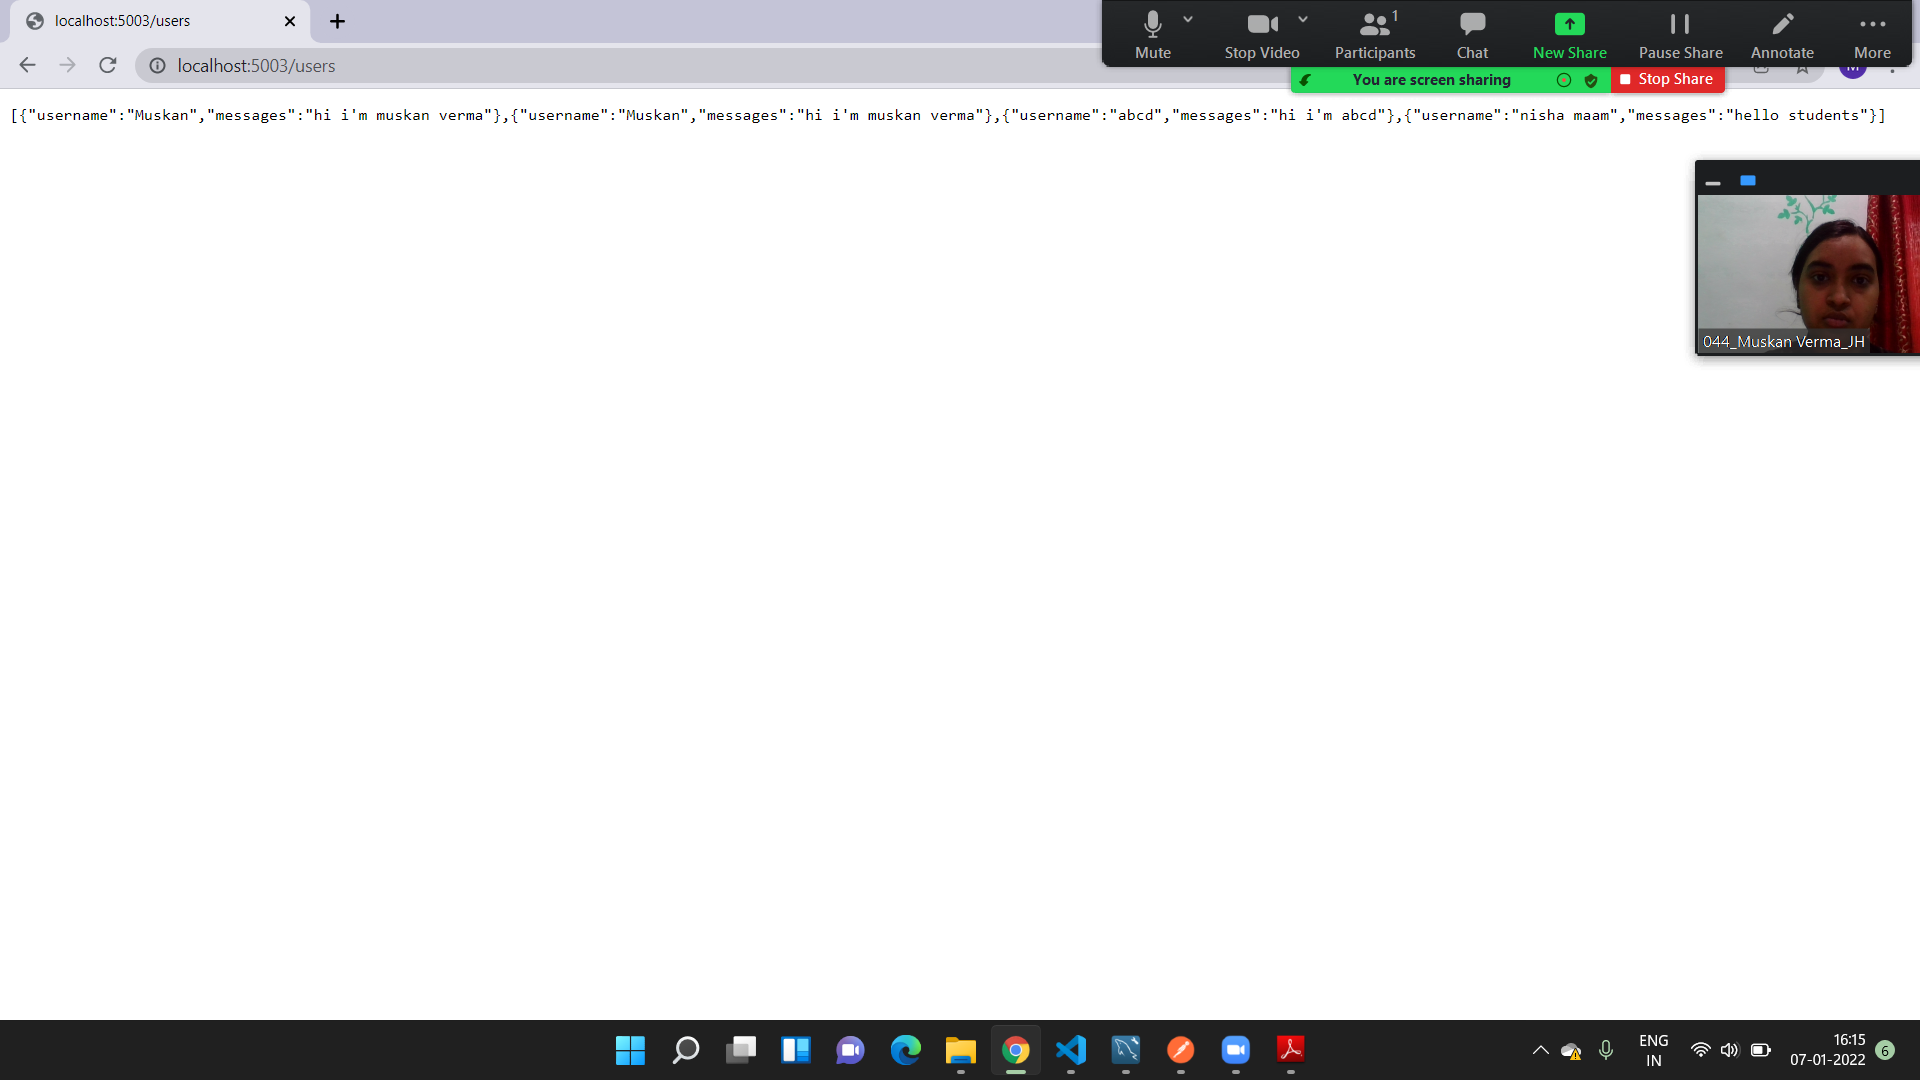 localhost:5003/users
Mute
Stop Video
1
Participants
Chat
New Share
Pause Share
Annotate
More
localhost:5003/users
You are screen sharing
Stop Share
[{"username":"Muskan","messages":"hi i'm muskan verma"},{"username":"Muskan","messages":"hi i'm muskan verma"},{"username":"abcd","messages":"hi i'm abcd"},{"username":"nisha maam","messages":"hello students"}]
044_Muskan Verma_JH
ENG
IN
16:15
07-01-2022
6